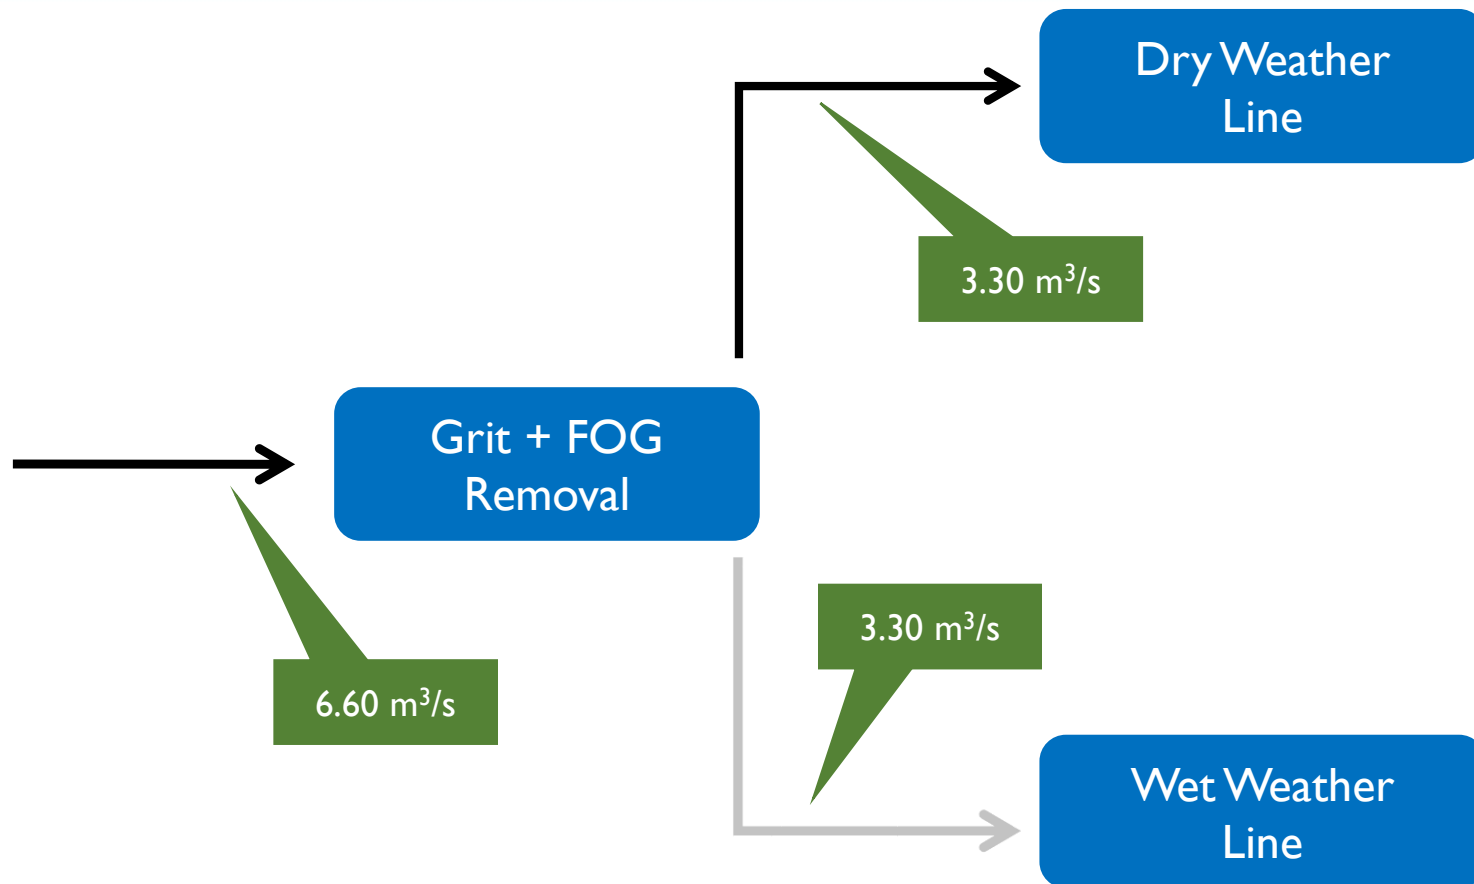 Dry Weather
Line
3.30 m³/s
Grit + FOG
Removal
3.30 m³/s
6.60 m³/s
Wet Weather
Line